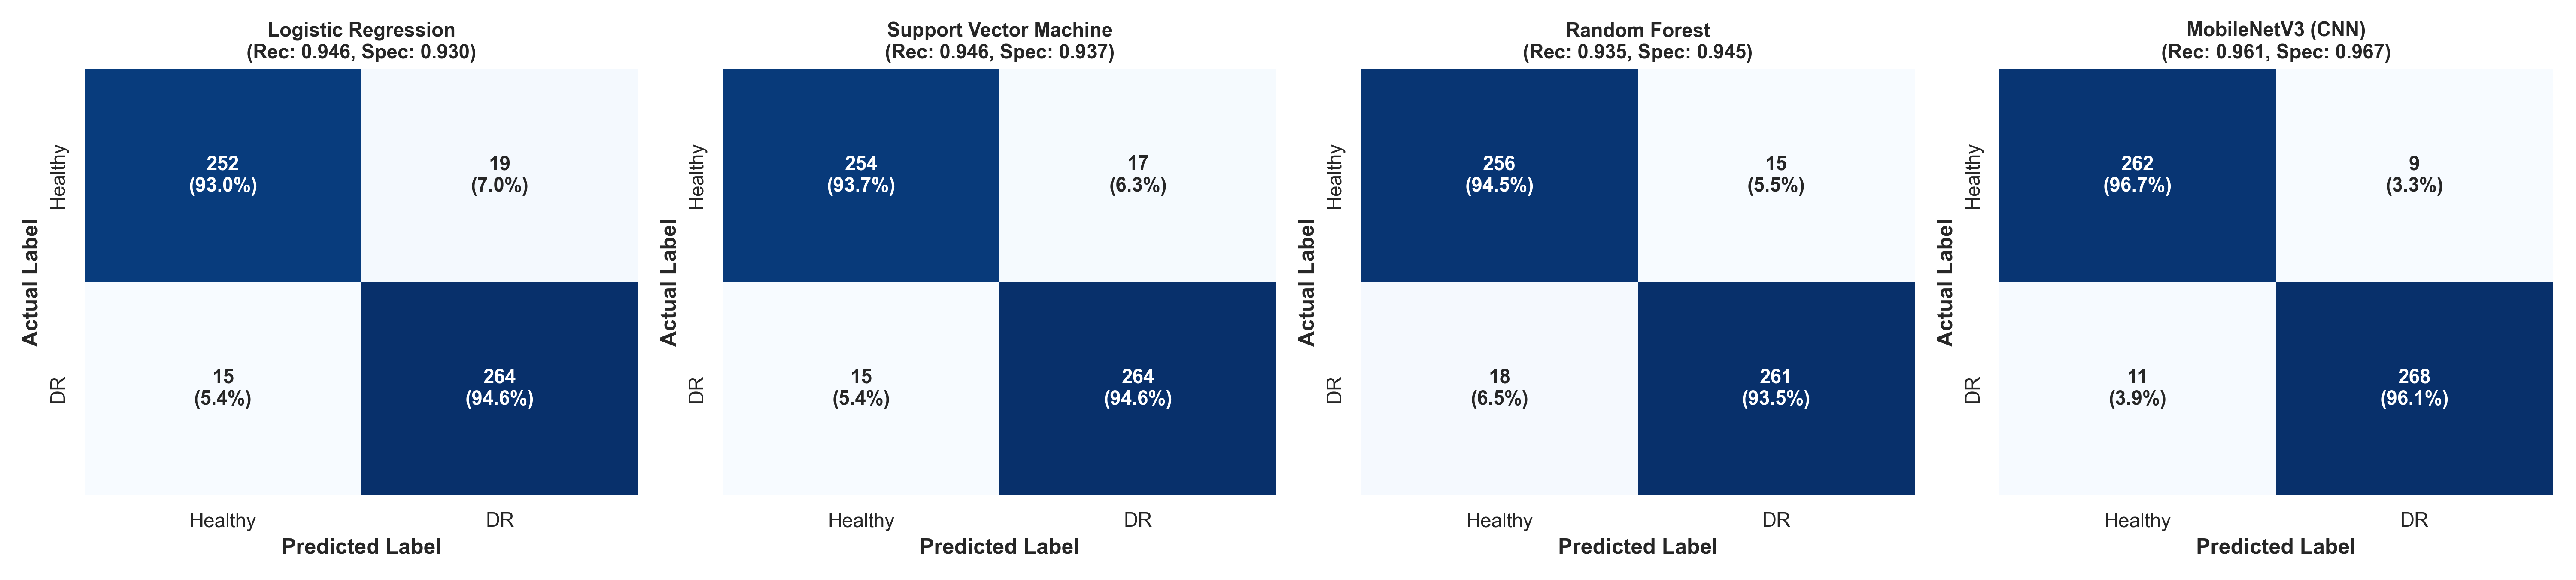 Logistic Regression
(Rec: 0.946, Spec: 0.930)
Actual Label
Healthy
DR
252
(93.0%)
19
(7.0%)
15
(5.4%)
264
(94.6%)
Healthy
DR
Predicted Label
Support Vector Machine
(Rec: 0.946, Spec: 0.937)
Actual Label
Healthy
DR
254
(93.7%)
17
(6.3%)
15
(5.4%)
264
(94.6%)
Healthy
DR
Predicted Label
Random Forest
(Rec: 0.935, Spec: 0.945)
Actual Label
Healthy
DR
256
(94.5%)
15
(5.5%)
18
(6.5%)
261
(93.5%)
Healthy
DR
Predicted Label
MobileNetV3 (CNN)
(Rec: 0.961, Spec: 0.967)
Actual Label
Healthy
DR
262
(96.7%)
9
(3.3%)
11
(3.9%)
268
(96.1%)
Healthy
DR
Predicted Label